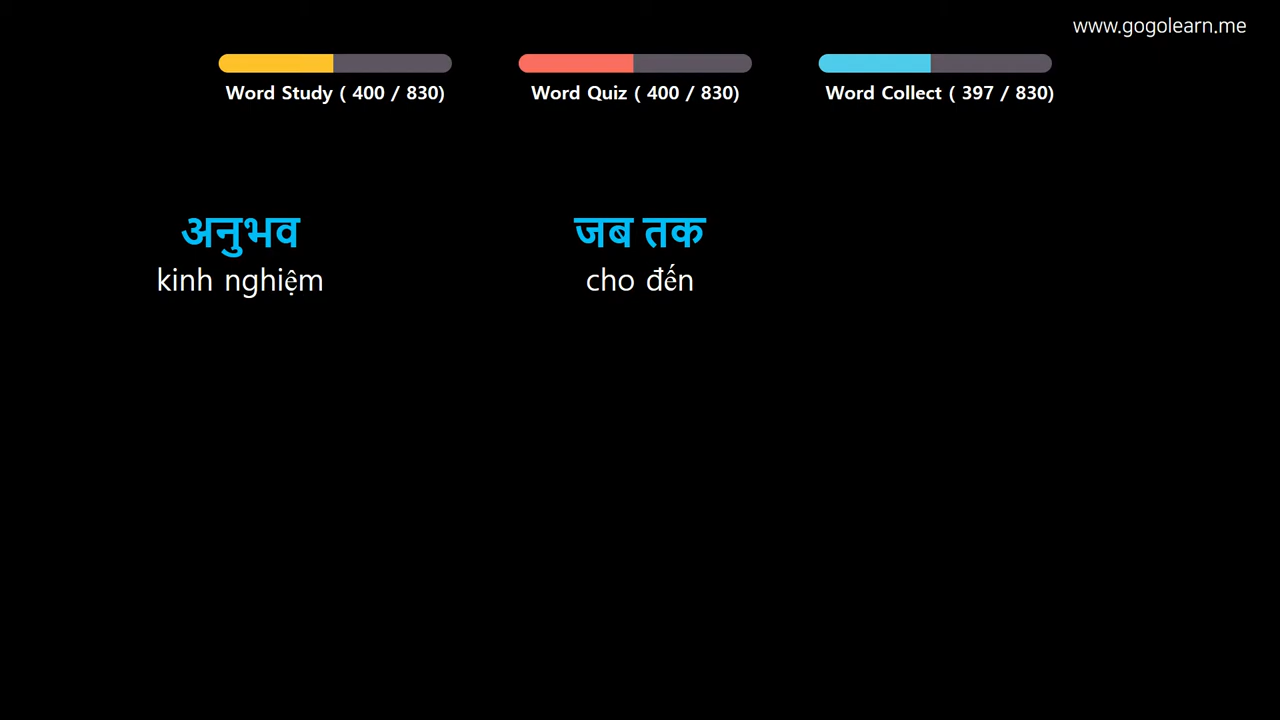 www.gogolearn.me
Word Study ( 400 / 830)
Word Quiz ( 400 / 830)
Word Collect ( 397 / 830)
अनुभव
kinh nghiệm
जब तक
cho đến